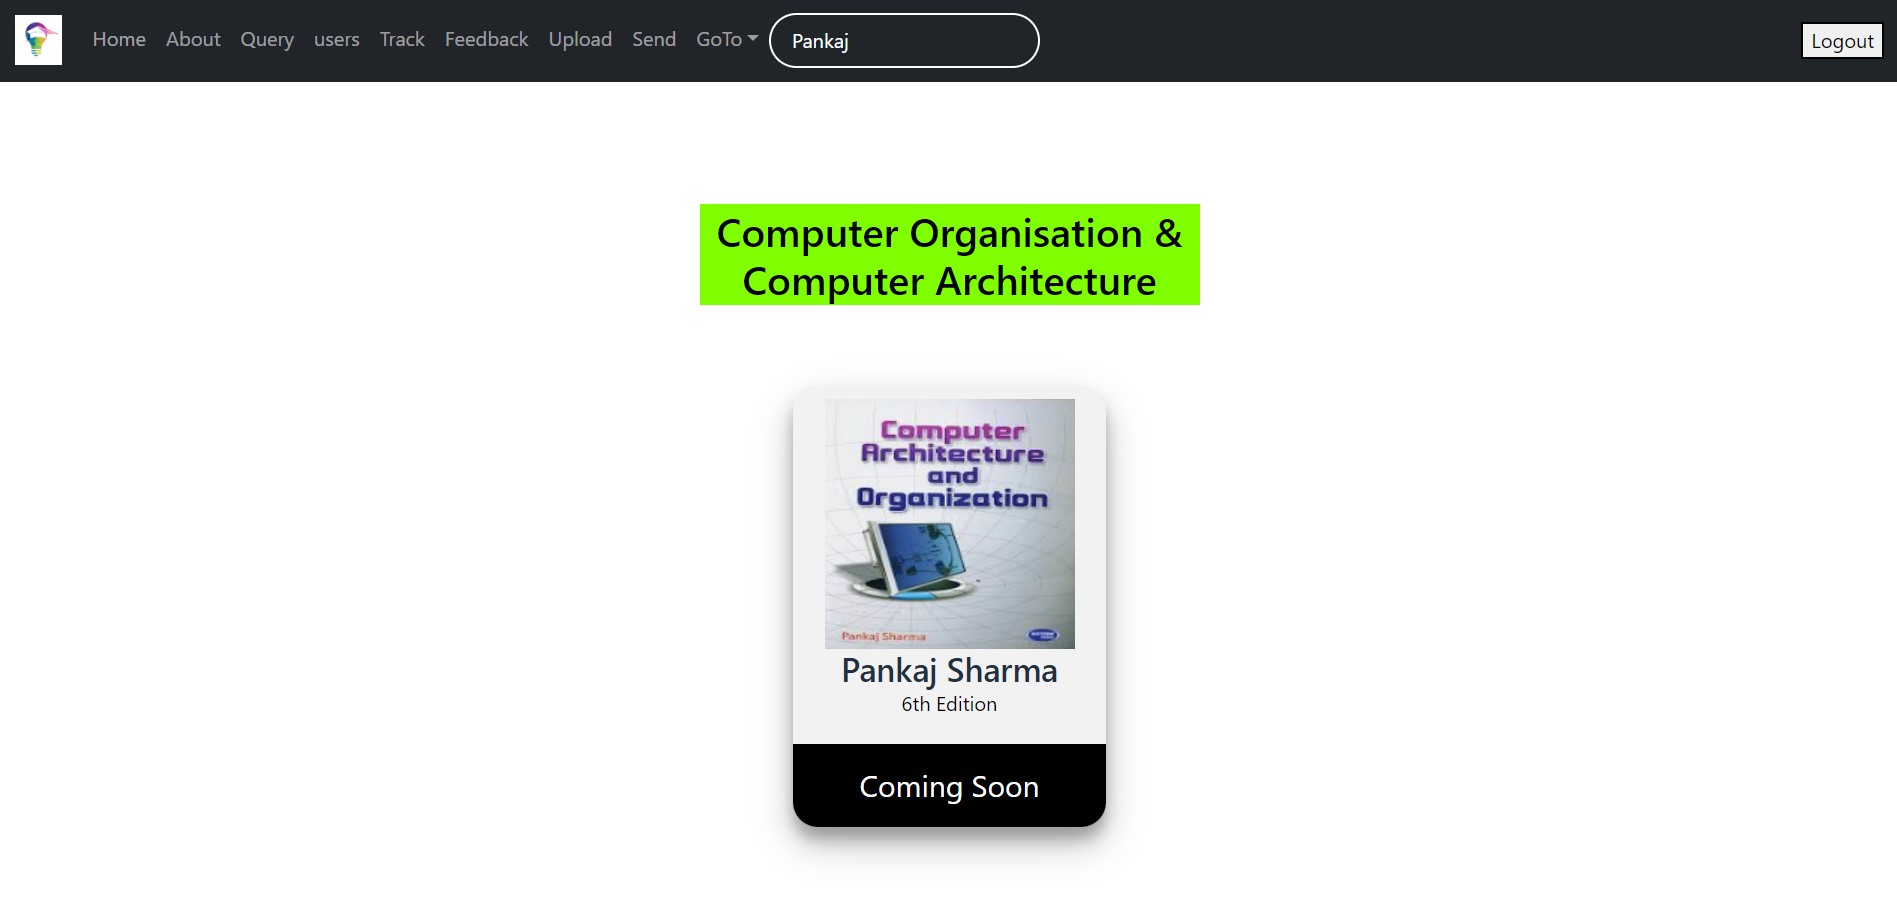 Home About Query users Track Feedback Upload Send GoTo Pankaj Logout
Computer Organisation &
Computer Architecture
Computer
Architecture
and
Organization
Pankaj Sharma
Pankaj Sharma
6th Edition
Coming Soon